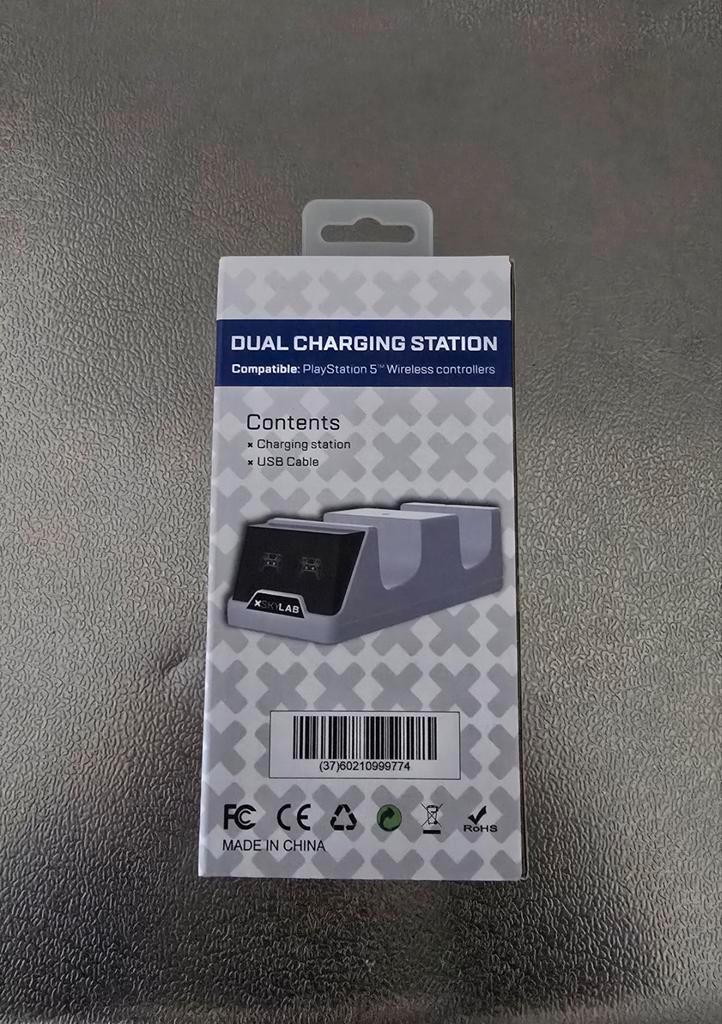 DUAL CHARGING STATION
Compatible: PlayStation 5™ Wireless controllers
Contents
× Charging station
× USB Cable
XSKYLAB
(37)60210999774
FC CE RoHS
MADE IN CHINA